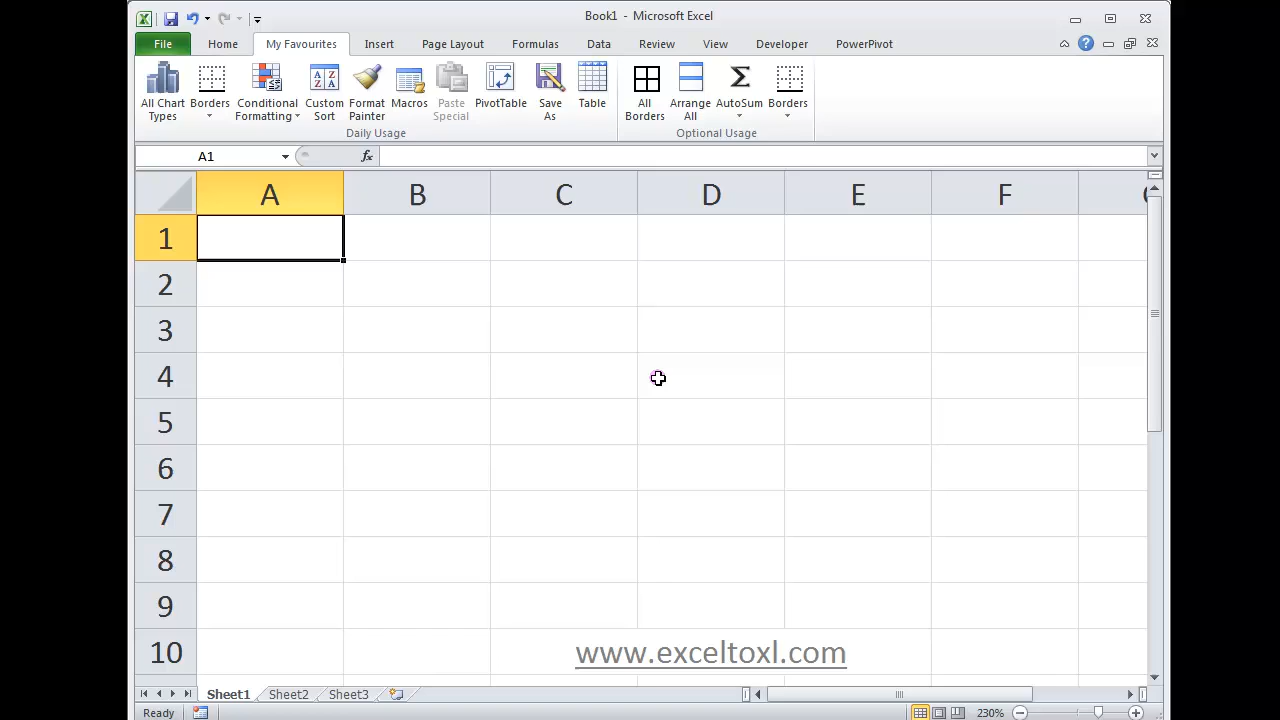 Book1 - Microsoft Excel
File Home My Favourites Insert Page Layout Formulas Data Review View Developer PowerPivot
All Chart Types Borders Conditional Formatting Custom Sort Format Painter Macros Paste Special PivotTable Save As Table All Borders Arrange All AutoSum Borders
Daily Usage Optional Usage
A1 fx
A B C D E F
1
2
3
4
5
6
7
8
9
10 www.exceltoxl.com
Sheet1 Sheet2 Sheet3
Ready 230%